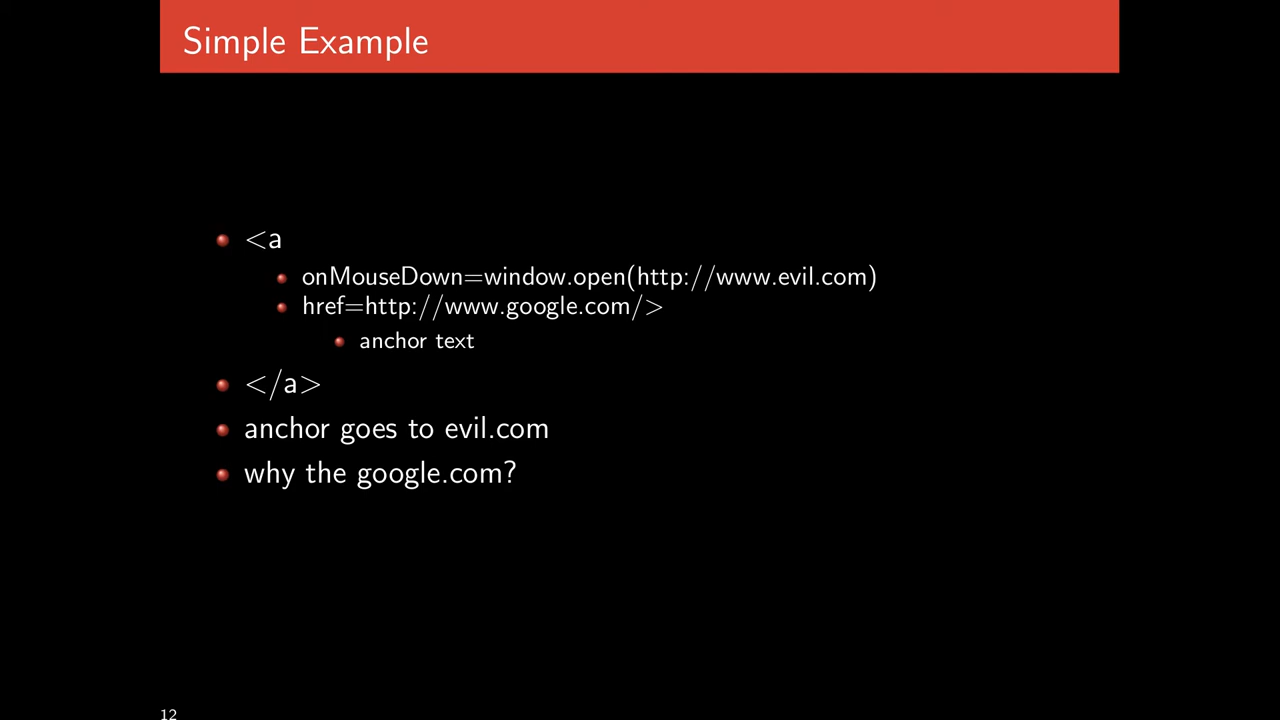 Simple Example
<a
onMouseDown=window.open(http://www.evil.com)
href=http://www.google.com/>
anchor text
</a>
anchor goes to evil.com
why the google.com?
12